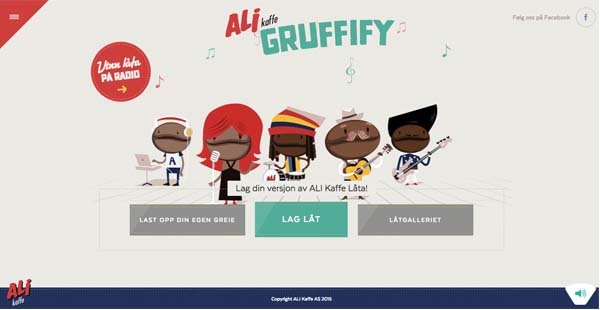 ALi kaffe
GRUFFIFY
Følg oss på Facebook
f
Vinn låta
PÅ RADIO
A
ALi
Lag din versjon av ALI Kaffe Låta!
LAST OPP DIN EGEN GREIE
LAG LÅT
LÅTGALLERIET
ALi
kaffe
Copyright ALi Kaffe AS 2015